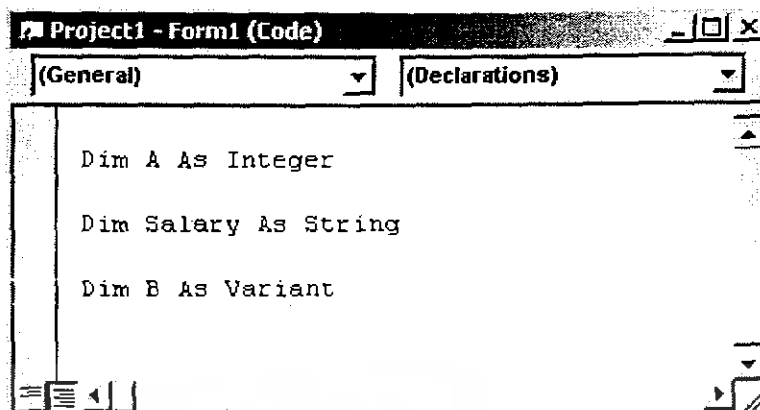 Project1 - Form1 (Code)
(General)
(Declarations)
Dim A As Integer
Dim Salary As String
Dim B As Variant